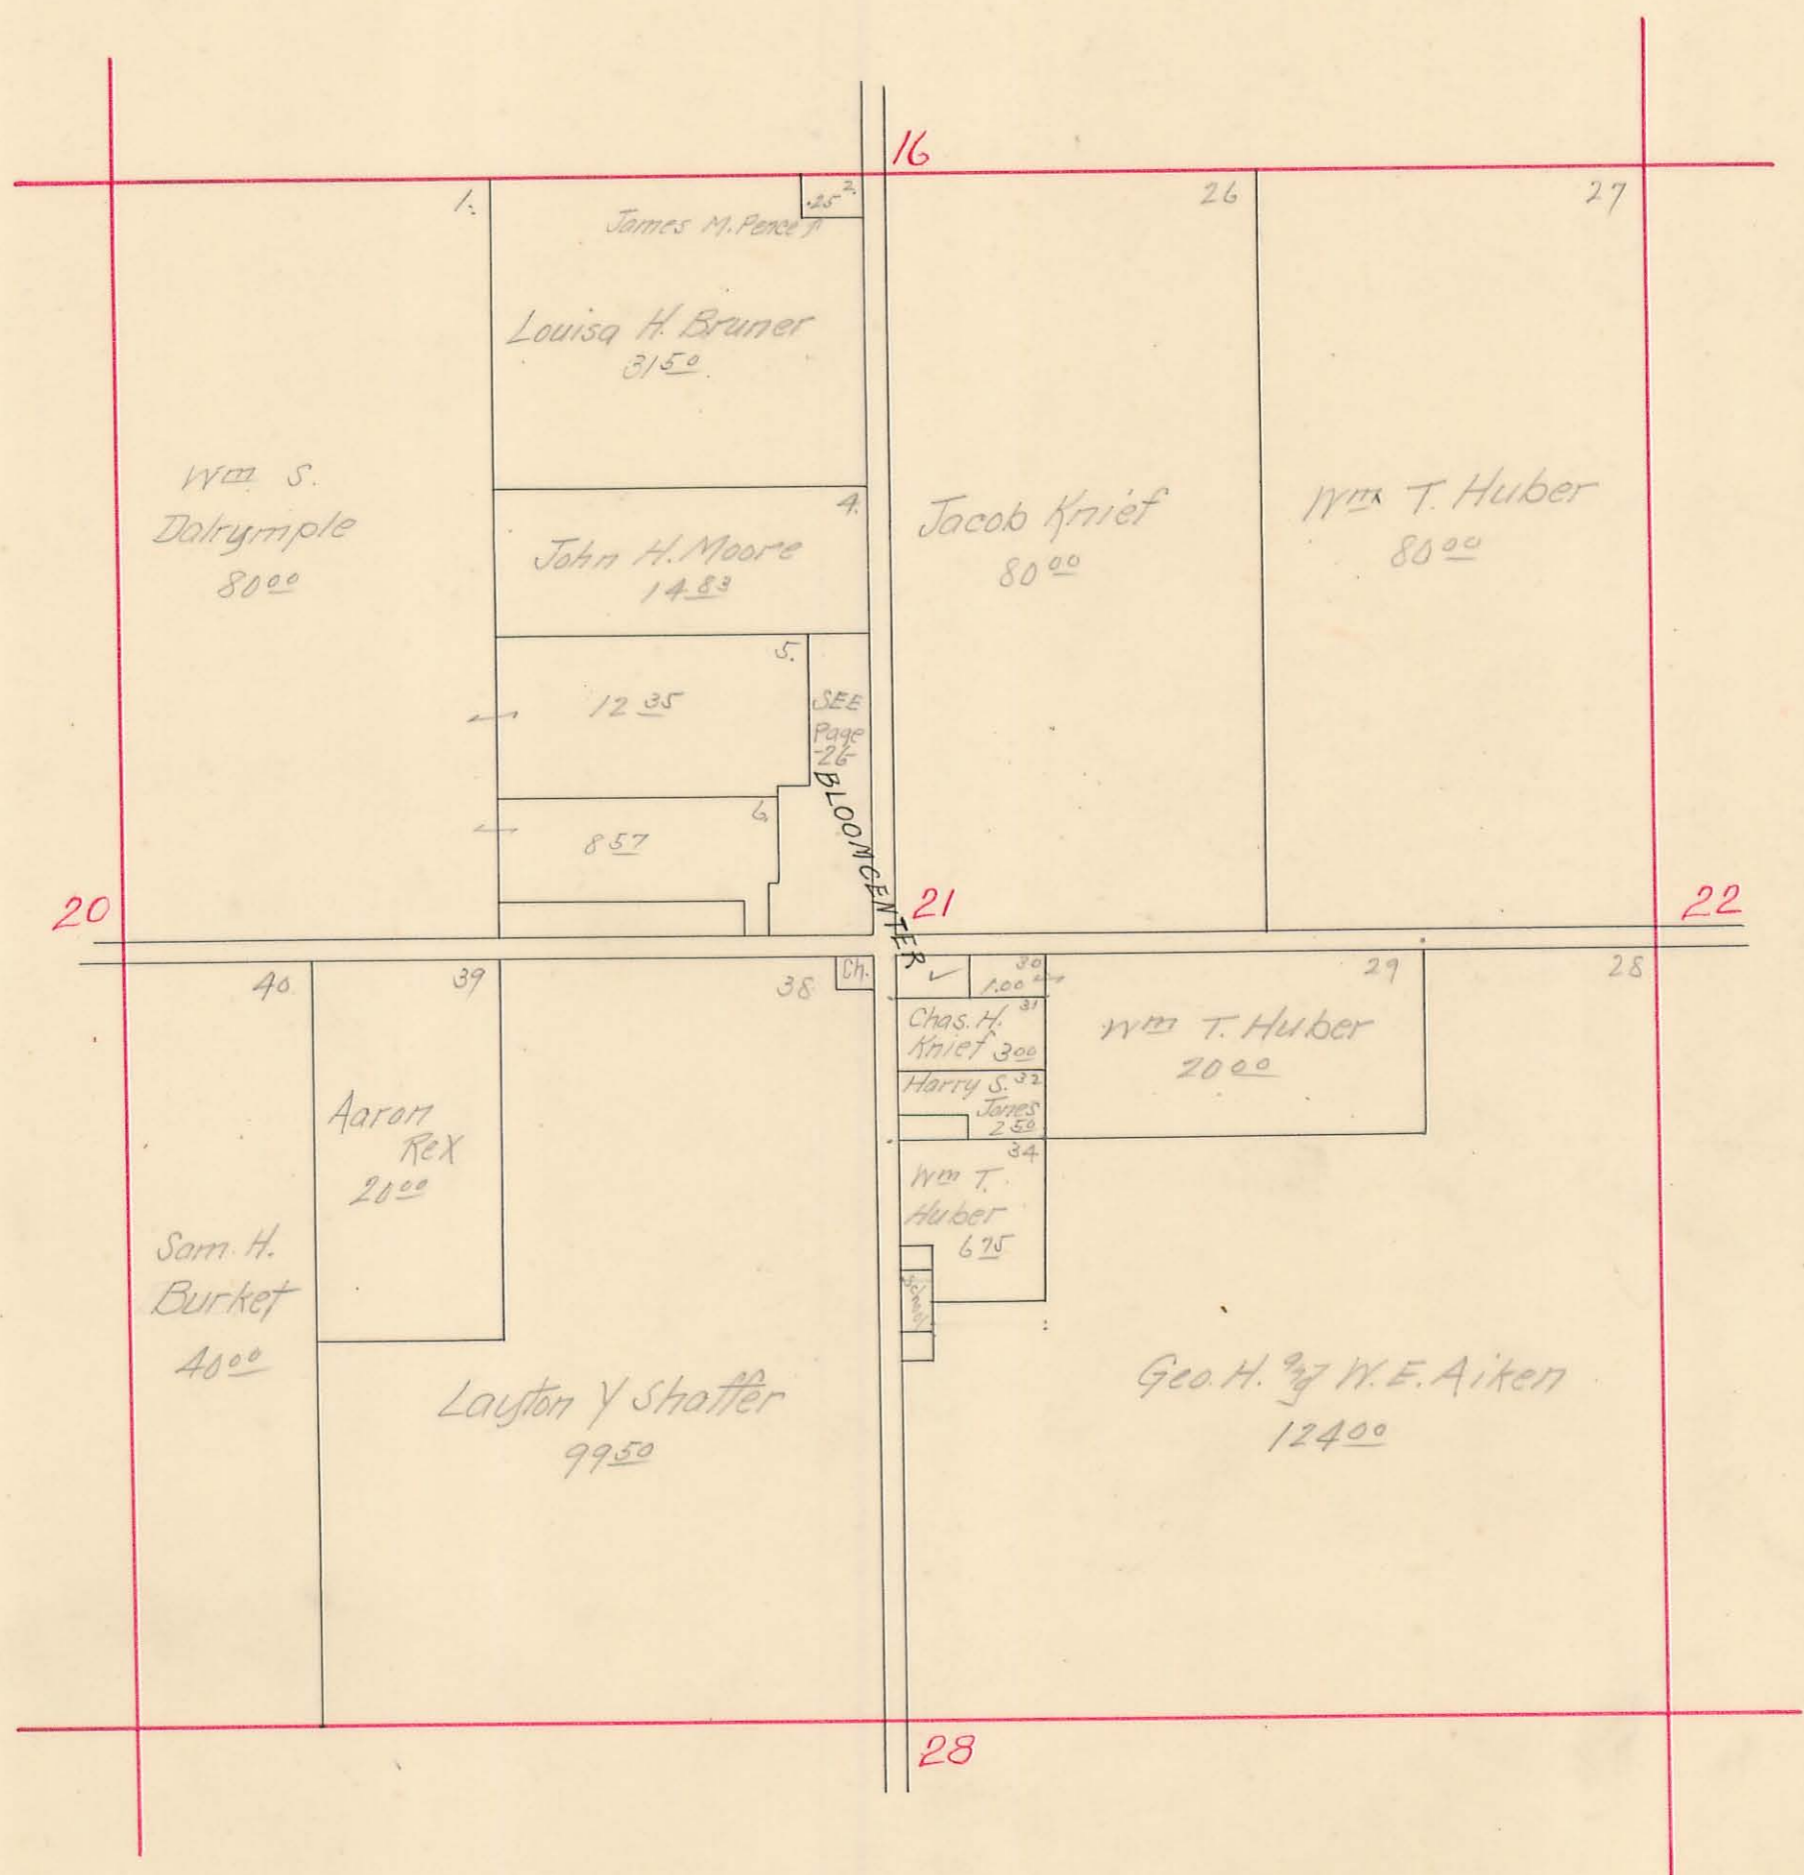 16
1.
.25 2.
James M. Pence
Louisa H. Bruner
31 50
26
27
Wm S.
Dalrymple
80 00
4.
John H. Moore
14 83
Jacob Knief
80 00
Wm T. Huber
80 00
5.
12 35
SEE
Page
-26-
6.
8 57
BLOOMCENTER
20
21
22
40
39
38
Ch.
30
1.00
29
28
Chas. H. 31
Knief 3 00
Harry S. 32
Jones
2 50
Wm T. Huber
20 00
Aaron
Rex
20 00
34
Wm T.
Huber
6 75
School
Sam. H.
Burket
40 00
Layton Y Shaffer
99 50
Geo. H. and W. E. Aiken
124 00
28